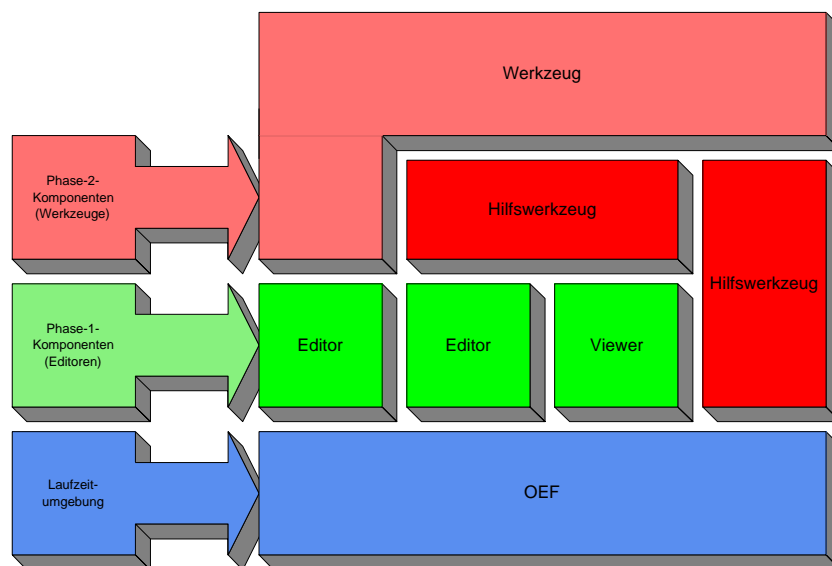 Werkzeug
Phase-2-
Komponenten
(Werkzeuge)
Hilfswerkzeug
Hilfswerkzeug
Phase-1-
Komponenten
(Editoren)
Editor
Editor
Viewer
Laufzeit-
umgebung
OEF